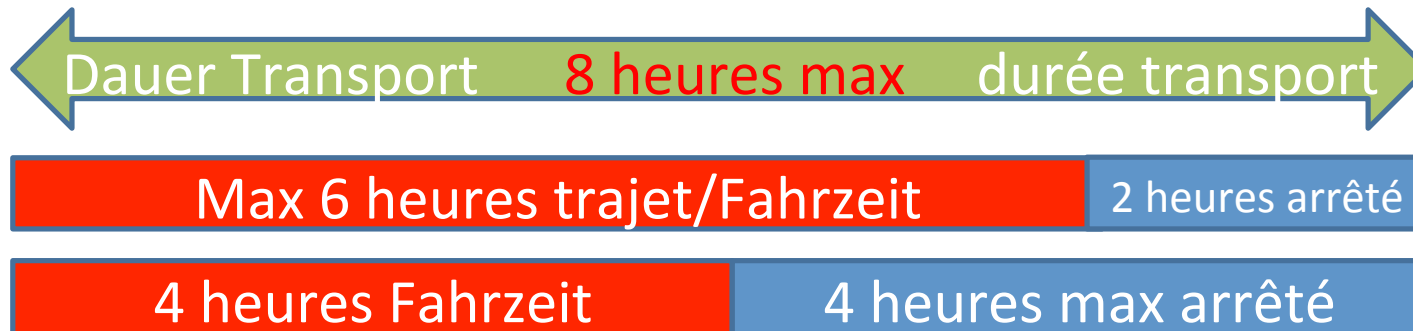 Dauer Transport 8 heures max durée transport
Max 6 heures trajet/Fahrzeit 2 heures arrêté
4 heures Fahrzeit 4 heures max arrêté